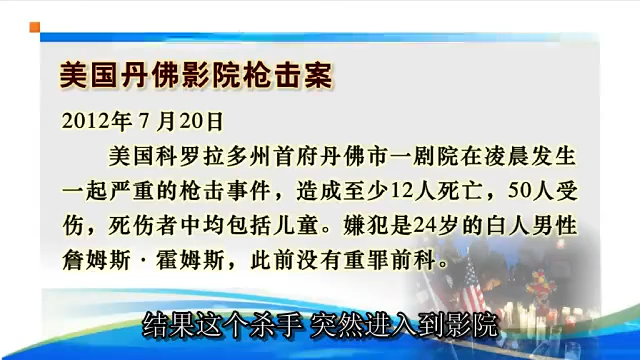 美国丹佛影院枪击案
2012年7月20日
美国科罗拉多州首府丹佛市一剧院在凌晨发生
一起严重的枪击事件，造成至少12人死亡，50人受
伤，死伤者中均包括儿童。嫌犯是24岁的白人男性
詹姆斯·霍姆斯，此前没有重罪前科。
结果这个杀手 突然进入到影院